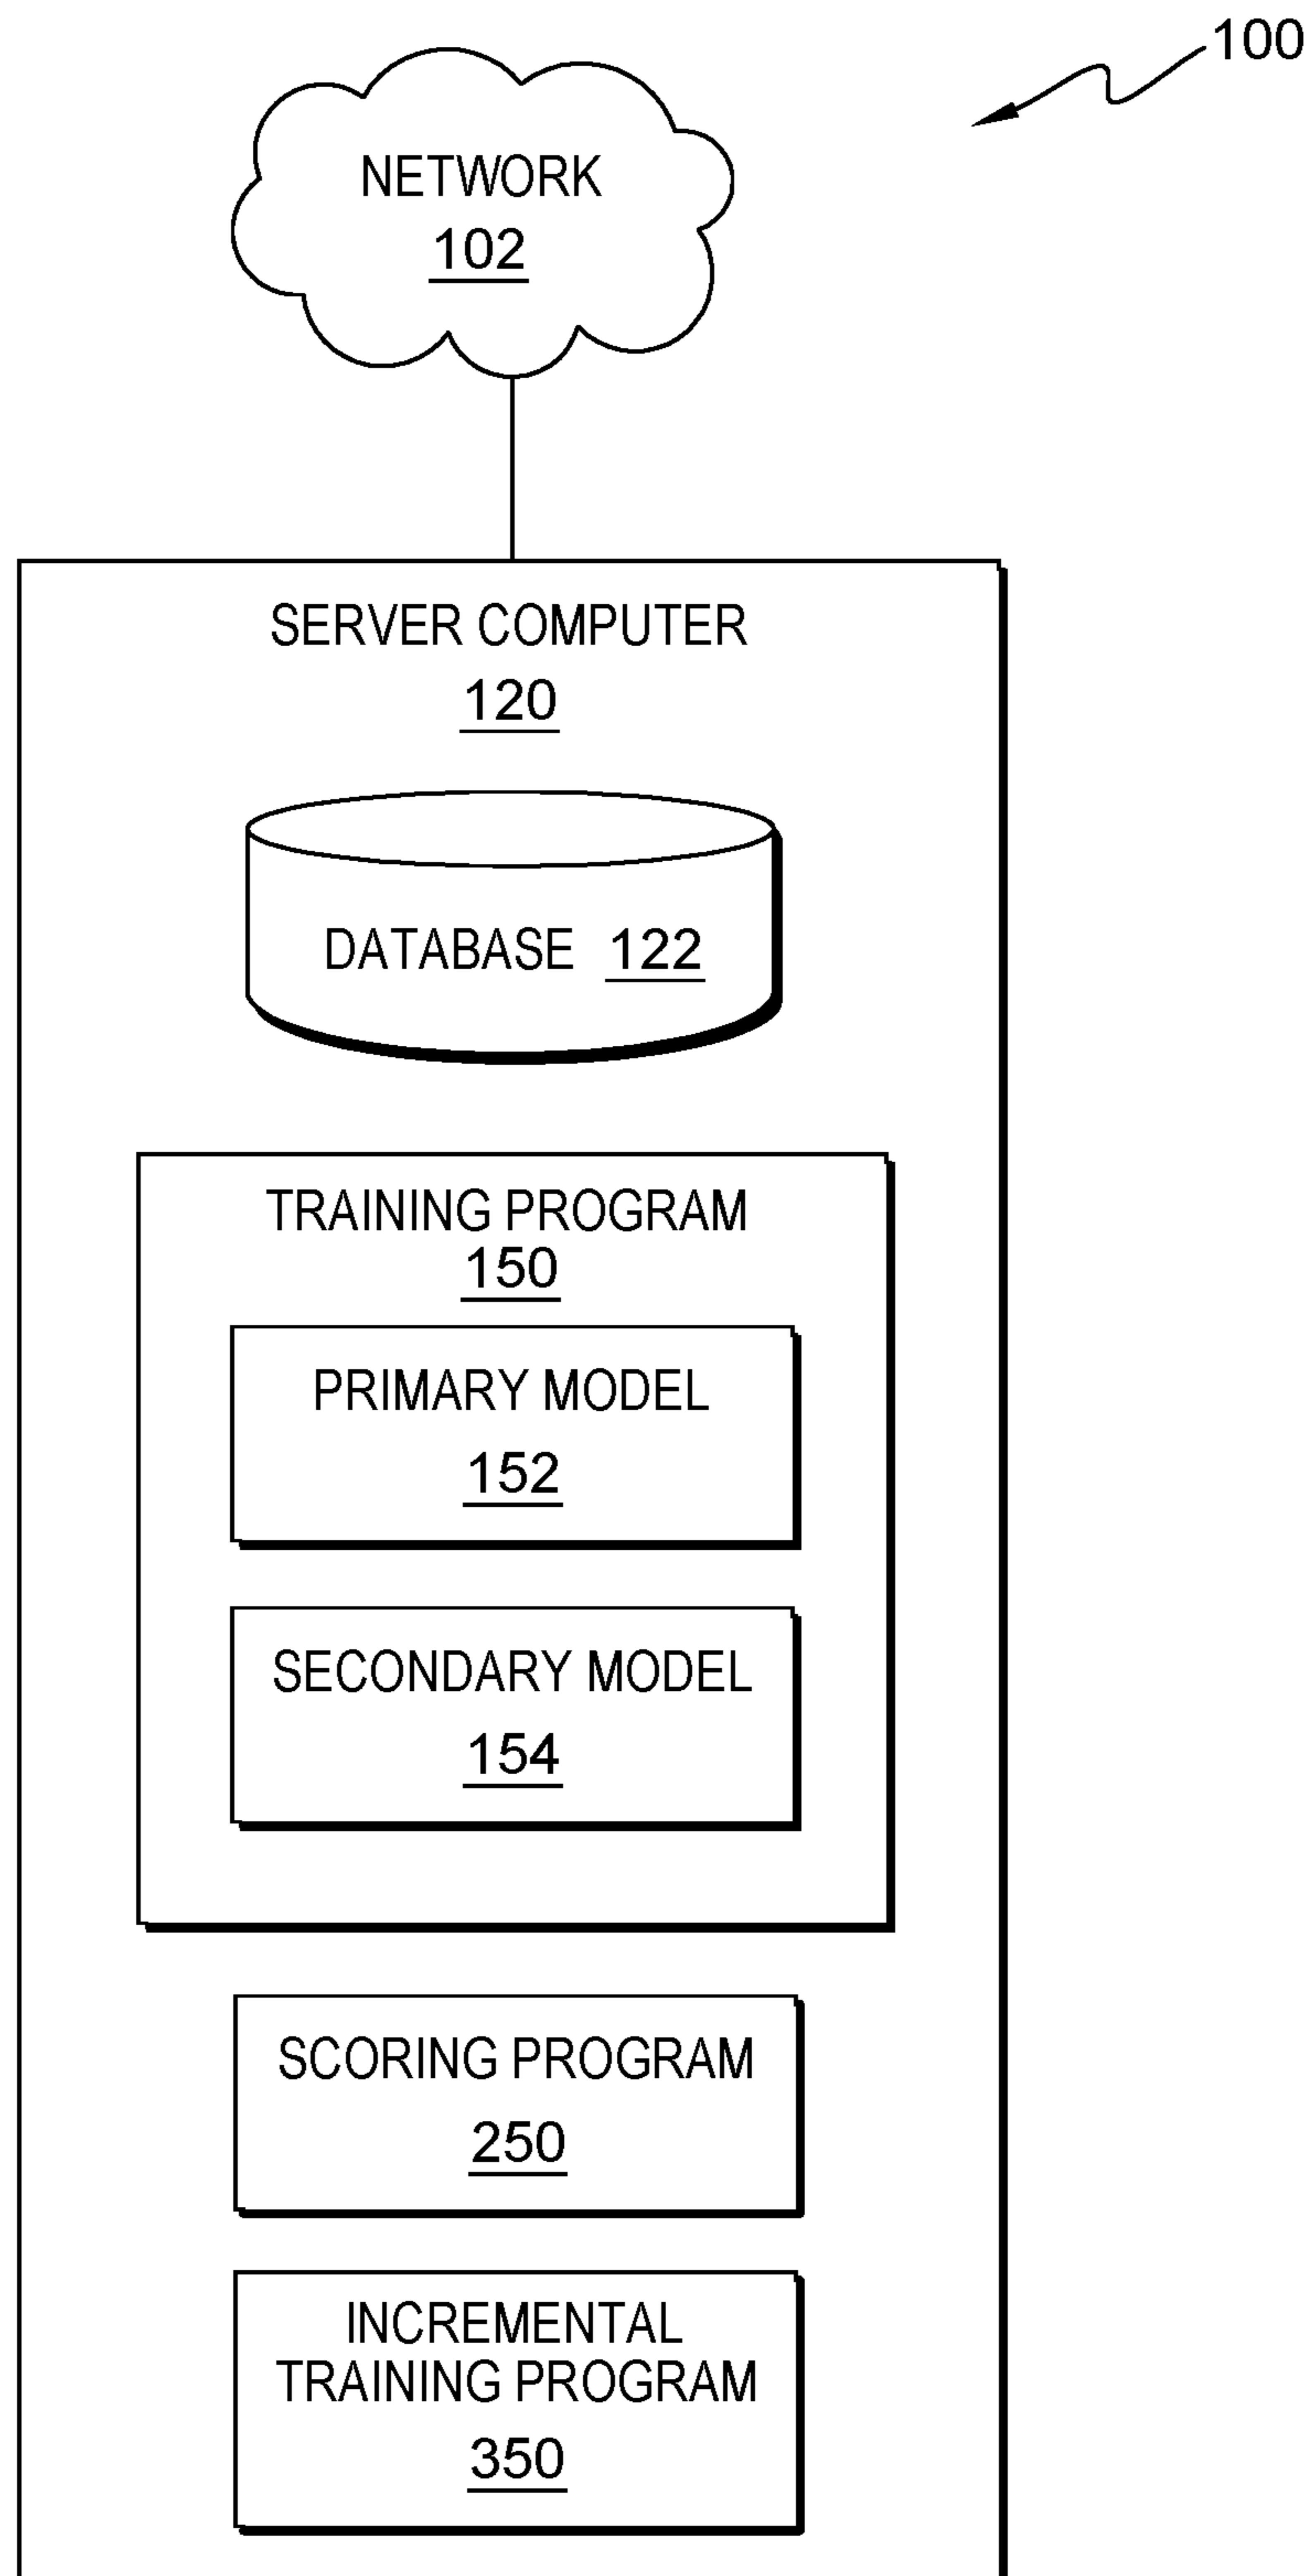 100
NETWORK
102
SERVER COMPUTER
120
DATABASE 122
TRAINING PROGRAM
150
PRIMARY MODEL
152
SECONDARY MODEL
154
SCORING PROGRAM
250
INCREMENTAL
TRAINING PROGRAM
350